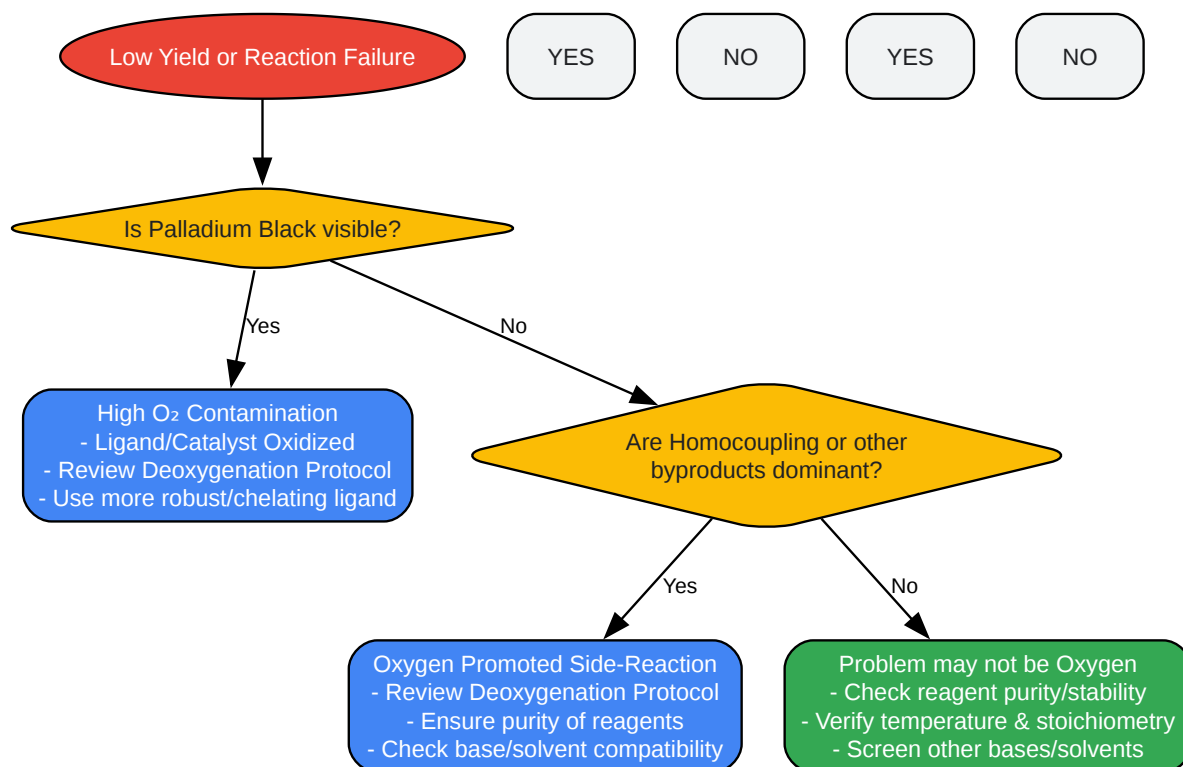 Low Yield or Reaction Failure
YES
NO
YES
NO
Is Palladium Black visible?
Yes
No
High O₂ Contamination
- Ligand/Catalyst Oxidized
- Review Deoxygenation Protocol
- Use more robust/chelating ligand
Are Homocoupling or other
byproducts dominant?
Yes
No
Oxygen Promoted Side-Reaction
- Review Deoxygenation Protocol
- Ensure purity of reagents
- Check base/solvent compatibility
Problem may not be Oxygen
- Check reagent purity/stability
- Verify temperature & stoichiometry
- Screen other bases/solvents